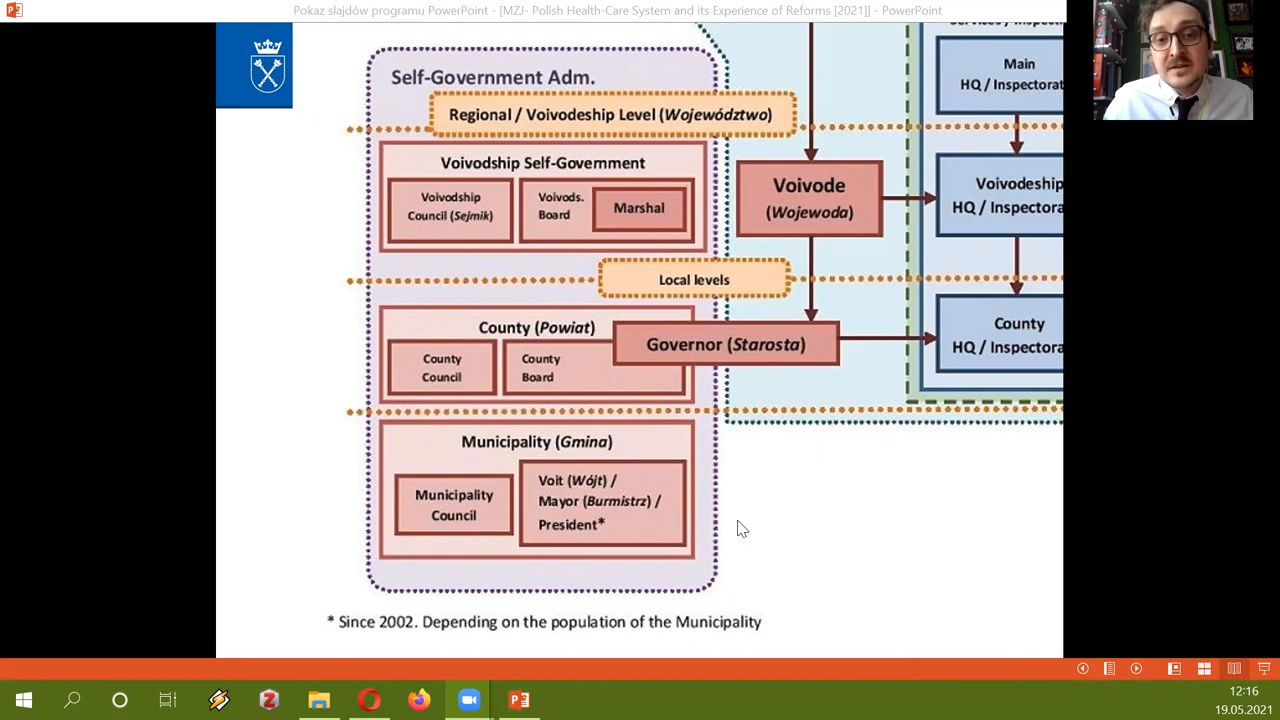 Pokaz slajdów programu PowerPoint - [MZJ- Polish Health-Care System and its Experience of Reforms [2021]] - PowerPoint
Self-Government Adm.
Regional / Voivodeship Level (Województwo)
Voivodship Self-Government
Voivodship
Council (Sejmik)
Voivods.
Board
Marshal
Voivode
(Wojewoda)
Main
HQ / Inspectorat
Voivodeship
HQ / Inspectora
Local levels
County (Powiat)
County
Council
County
Board
Governor (Starosta)
County
HQ / Inspectora
Municipality (Gmina)
Municipality
Council
Voit (Wójt) /
Mayor (Burmistrz) /
President*
* Since 2002. Depending on the population of the Municipality
12:16
19.05.2021